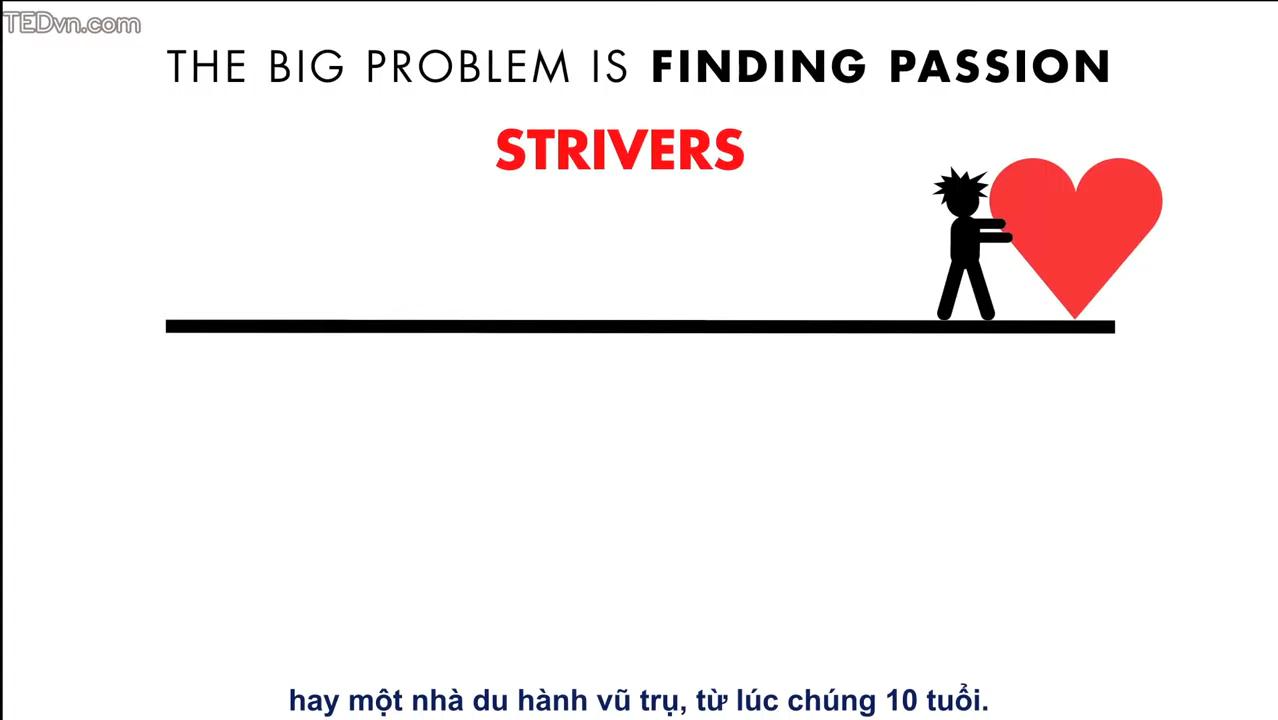 TEDvn.com
THE BIG PROBLEM IS FINDING PASSION
STRIVERS
hay một nhà du hành vũ trụ, từ lúc chúng 10 tuổi.